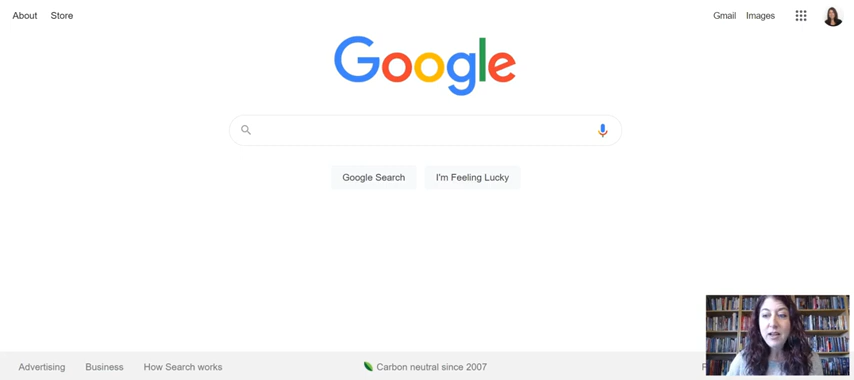 About Store
Gmail Images
Google
Google Search I'm Feeling Lucky
Advertising Business How Search works
Carbon neutral since 2007